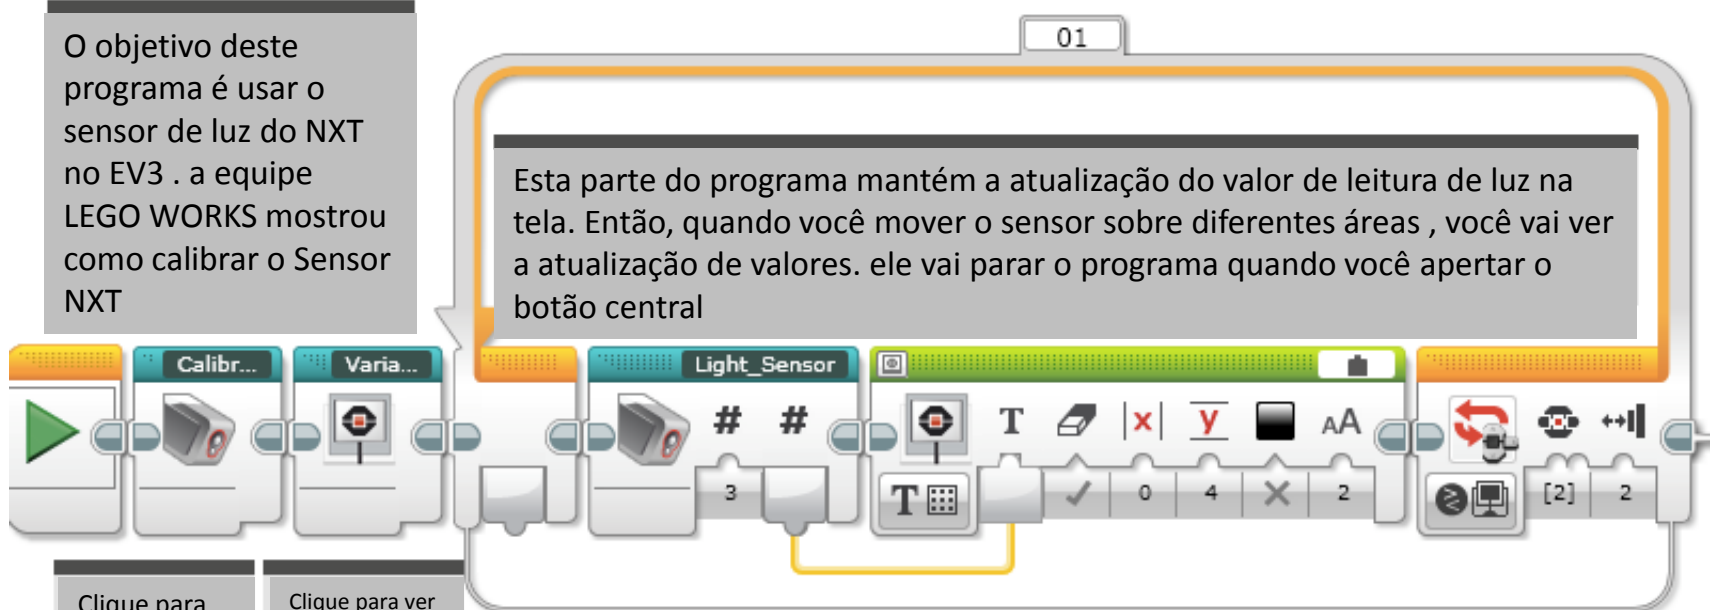 O objetivo deste
programa é usar o
sensor de luz do NXT
no EV3 . a equipe
LEGO WORKS mostrou
como calibrar o Sensor
NXT
01
Esta parte do programa mantém a atualização do valor de leitura de luz na
tela. Então, quando você mover o sensor sobre diferentes áreas , você vai ver
a atualização de valores. ele vai parar o programa quando você apertar o
botão central
Calibr... Varia... Light_Sensor
# # T x y AA
3 T 0 4 2 [2] 2
Clique para
Clique para ver